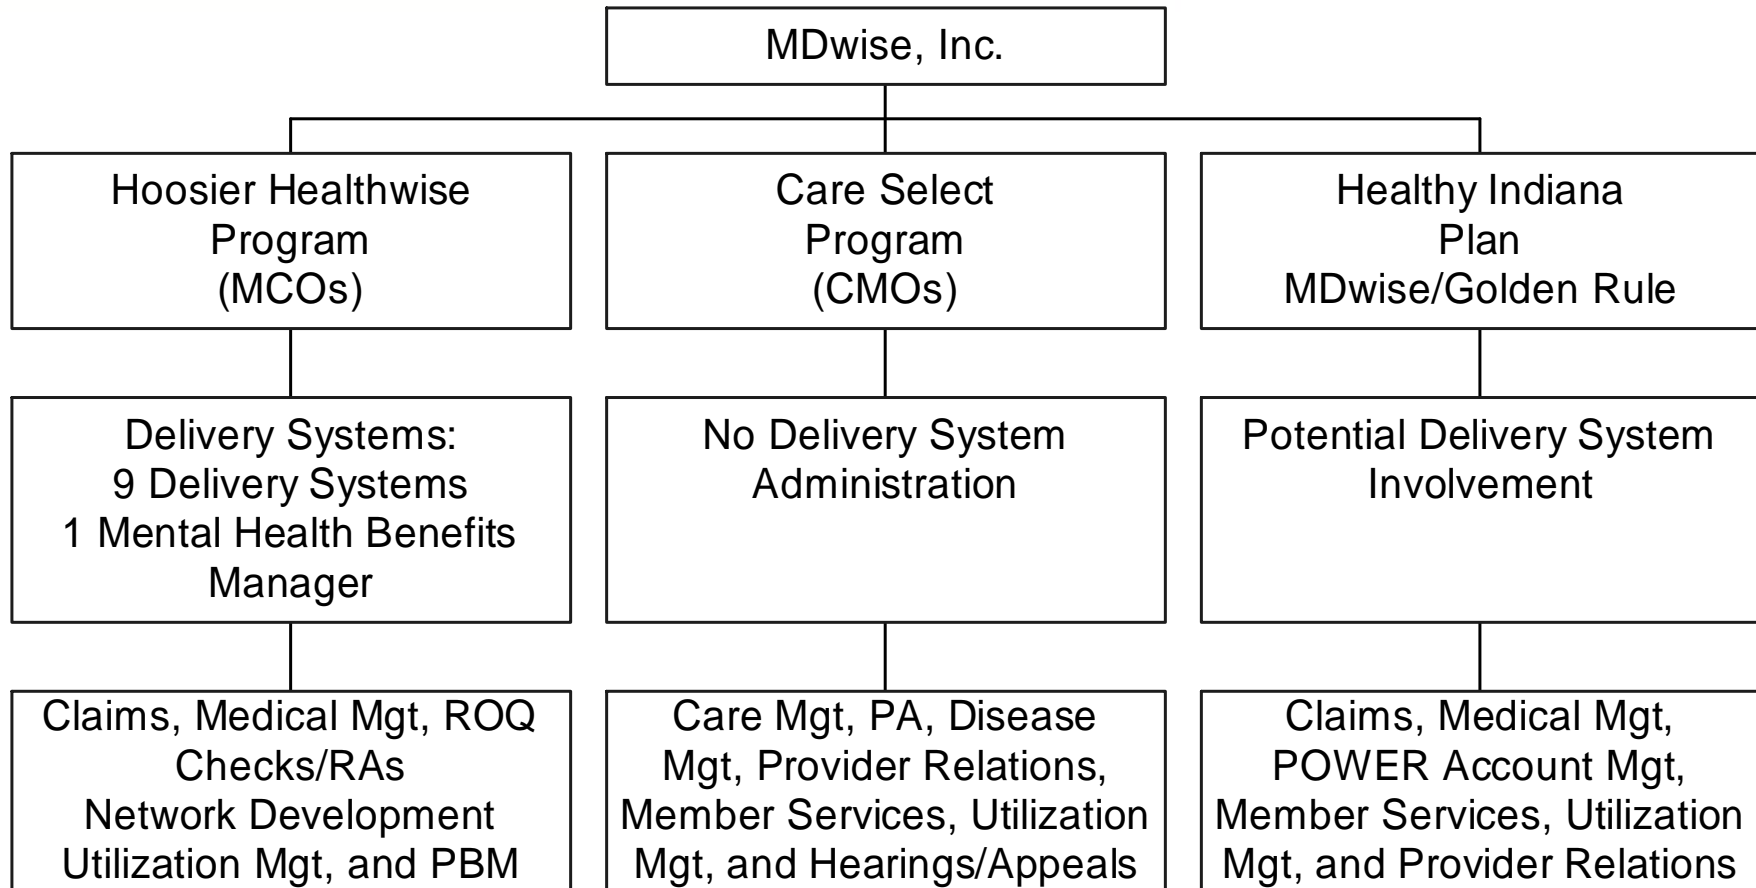 MDwise, Inc.
Hoosier Healthwise
Program
(MCOs)
Care Select
Program
(CMOs)
Healthy Indiana
Plan
MDwise/Golden Rule
Delivery Systems:
9 Delivery Systems
1 Mental Health Benefits
Manager
No Delivery System
Administration
Potential Delivery System
Involvement
Claims, Medical Mgt, ROQ
Checks/RAs
Network Development
Utilization Mgt, and PBM
Care Mgt, PA, Disease
Mgt, Provider Relations,
Member Services, Utilization
Mgt, and Hearings/Appeals
Claims, Medical Mgt,
POWER Account Mgt,
Member Services, Utilization
Mgt, and Provider Relations